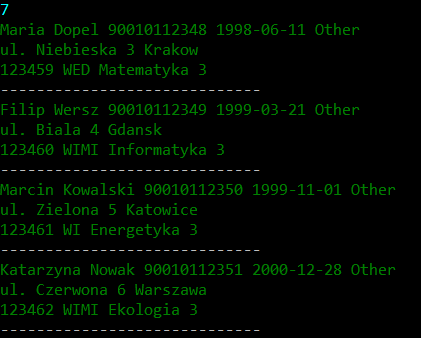 7
Maria Dopel 90010112348 1998-06-11 Other
ul. Niebieska 3 Krakow
123459 WED Matematyka 3
-----------------------------
Filip Wersz 90010112349 1999-03-21 Other
ul. Biala 4 Gdansk
123460 WIMI Informatyka 3
-----------------------------
Marcin Kowalski 90010112350 1999-11-01 Other
ul. Zielona 5 Katowice
123461 WI Energetyka 3
-----------------------------
Katarzyna Nowak 90010112351 2000-12-28 Other
ul. Czerwona 6 Warszawa
123462 WIMI Ekologia 3
-----------------------------